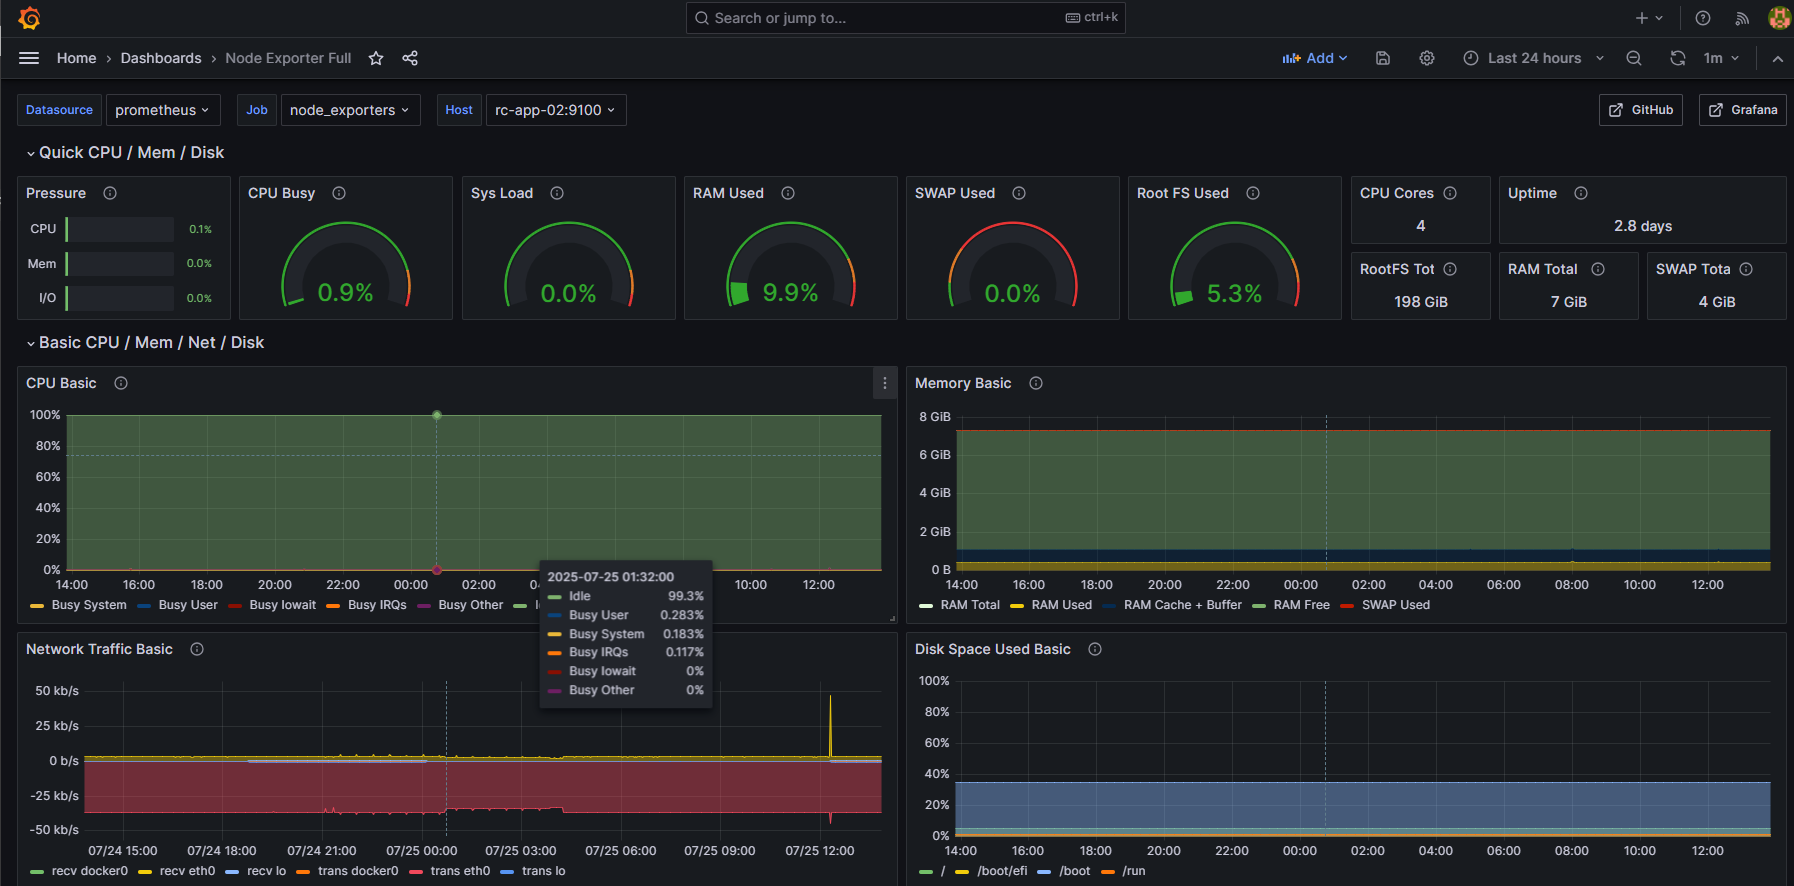 Search or jump to...
ctrl+k
Home › Dashboards › Node Exporter Full
Add
Last 24 hours
1m
Datasource prometheus Job node_exporters Host rc-app-02:9100
GitHub
Grafana
Quick CPU / Mem / Disk
Pressure
CPU 0.1%
Mem 0.0%
I/O 0.0%
CPU Busy
0.9%
Sys Load
0.0%
RAM Used
9.9%
SWAP Used
0.0%
Root FS Used
5.3%
CPU Cores
4
Uptime
2.8 days
RootFS Tot
198 GiB
RAM Total
7 GiB
SWAP Tota
4 GiB
Basic CPU / Mem / Net / Disk
CPU Basic
100%
80%
60%
40%
20%
0%
14:00 16:00 18:00 20:00 22:00 00:00 02:00 10:00 12:00
Busy System Busy User Busy Iowait Busy IRQs Busy Other
2025-07-25 01:32:00
Idle 99.3%
Busy User 0.283%
Busy System 0.183%
Busy IRQs 0.117%
Busy Iowait 0%
Busy Other 0%
Memory Basic
8 GiB
6 GiB
4 GiB
2 GiB
0 B
14:00 16:00 18:00 20:00 22:00 00:00 02:00 04:00 06:00 08:00 10:00 12:00
RAM Total RAM Used RAM Cache + Buffer RAM Free SWAP Used
Network Traffic Basic
50 kb/s
25 kb/s
0 b/s
-25 kb/s
-50 kb/s
07/24 15:00 07/24 18:00 07/24 21:00 07/25 00:00 07/25 03:00 07/25 06:00 07/25 09:00 07/25 12:00
recv docker0 recv eth0 recv lo trans docker0 trans eth0 trans lo
Disk Space Used Basic
100%
80%
60%
40%
20%
0%
14:00 16:00 18:00 20:00 22:00 00:00 02:00 04:00 06:00 08:00 10:00 12:00
/ /boot/efi /boot /run